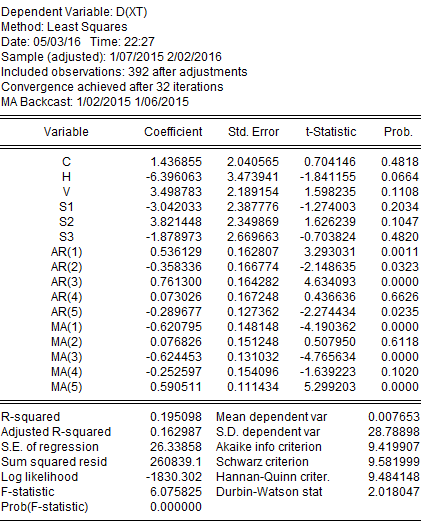 Dependent Variable: D(XT)
Method: Least Squares
Date: 05/03/16 Time: 22:27
Sample (adjusted): 1/07/2015 2/02/2016
Included observations: 392 after adjustments
Convergence achieved after 32 iterations
MA Backcast: 1/02/2015 1/06/2015
Variable Coefficient Std. Error t-Statistic Prob.
C 1.436855 2.040565 0.704146 0.4818
H -6.396063 3.473941 -1.841155 0.0664
V 3.498783 2.189154 1.598235 0.1108
S1 -3.042033 2.387776 -1.274003 0.2034
S2 3.821448 2.349869 1.626239 0.1047
S3 -1.878973 2.669663 -0.703824 0.4820
AR(1) 0.536129 0.162807 3.293031 0.0011
AR(2) -0.358336 0.166774 -2.148635 0.0323
AR(3) 0.761300 0.164282 4.634093 0.0000
AR(4) 0.073026 0.167248 0.436636 0.6626
AR(5) -0.289677 0.127362 -2.274434 0.0235
MA(1) -0.620795 0.148148 -4.190362 0.0000
MA(2) 0.076826 0.151248 0.507950 0.6118
MA(3) -0.624453 0.131032 -4.765634 0.0000
MA(4) -0.252597 0.154096 -1.639223 0.1020
MA(5) 0.590511 0.111434 5.299203 0.0000
R-squared 0.195098 Mean dependent var 0.007653
Adjusted R-squared 0.162987 S.D. dependent var 28.78898
S.E. of regression 26.33858 Akaike info criterion 9.419907
Sum squared resid 260839.1 Schwarz criterion 9.581999
Log likelihood -1830.302 Hannan-Quinn criter. 9.484148
F-statistic 6.075825 Durbin-Watson stat 2.018047
Prob(F-statistic) 0.000000